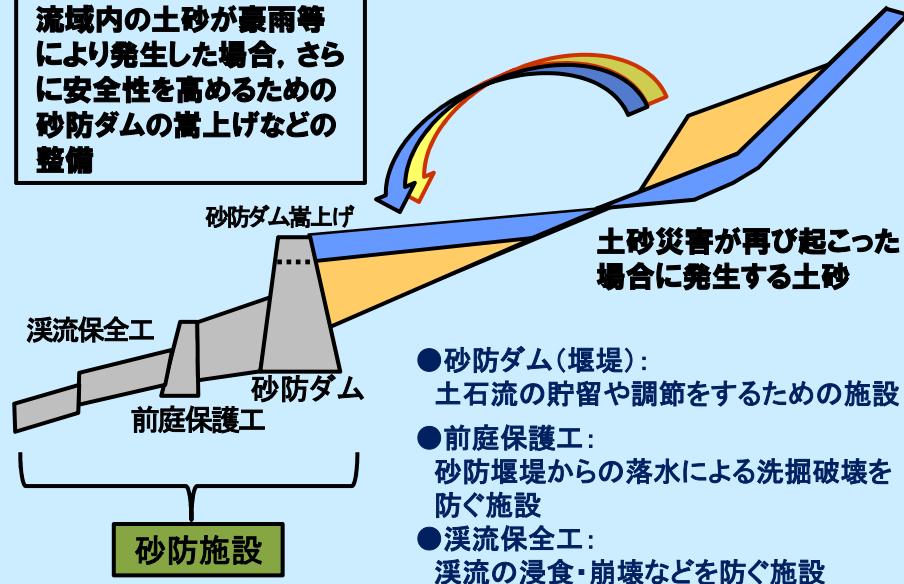 流域内の土砂が豪雨等
により発生した場合，さら
に安全性を高めるための
砂防ダムの嵩上げなどの
整備
砂防ダム嵩上げ
土砂災害が再び起こった
場合に発生する土砂
渓流保全工
砂防ダム
前庭保護工
砂防施設
●砂防ダム（堰堤）：
土石流の貯留や調節をするための施設
●前庭保護工：
砂防堰堤からの落水による洗掘破壊を
防ぐ施設
●渓流保全工：
渓流の浸食・崩壊などを防ぐ施設